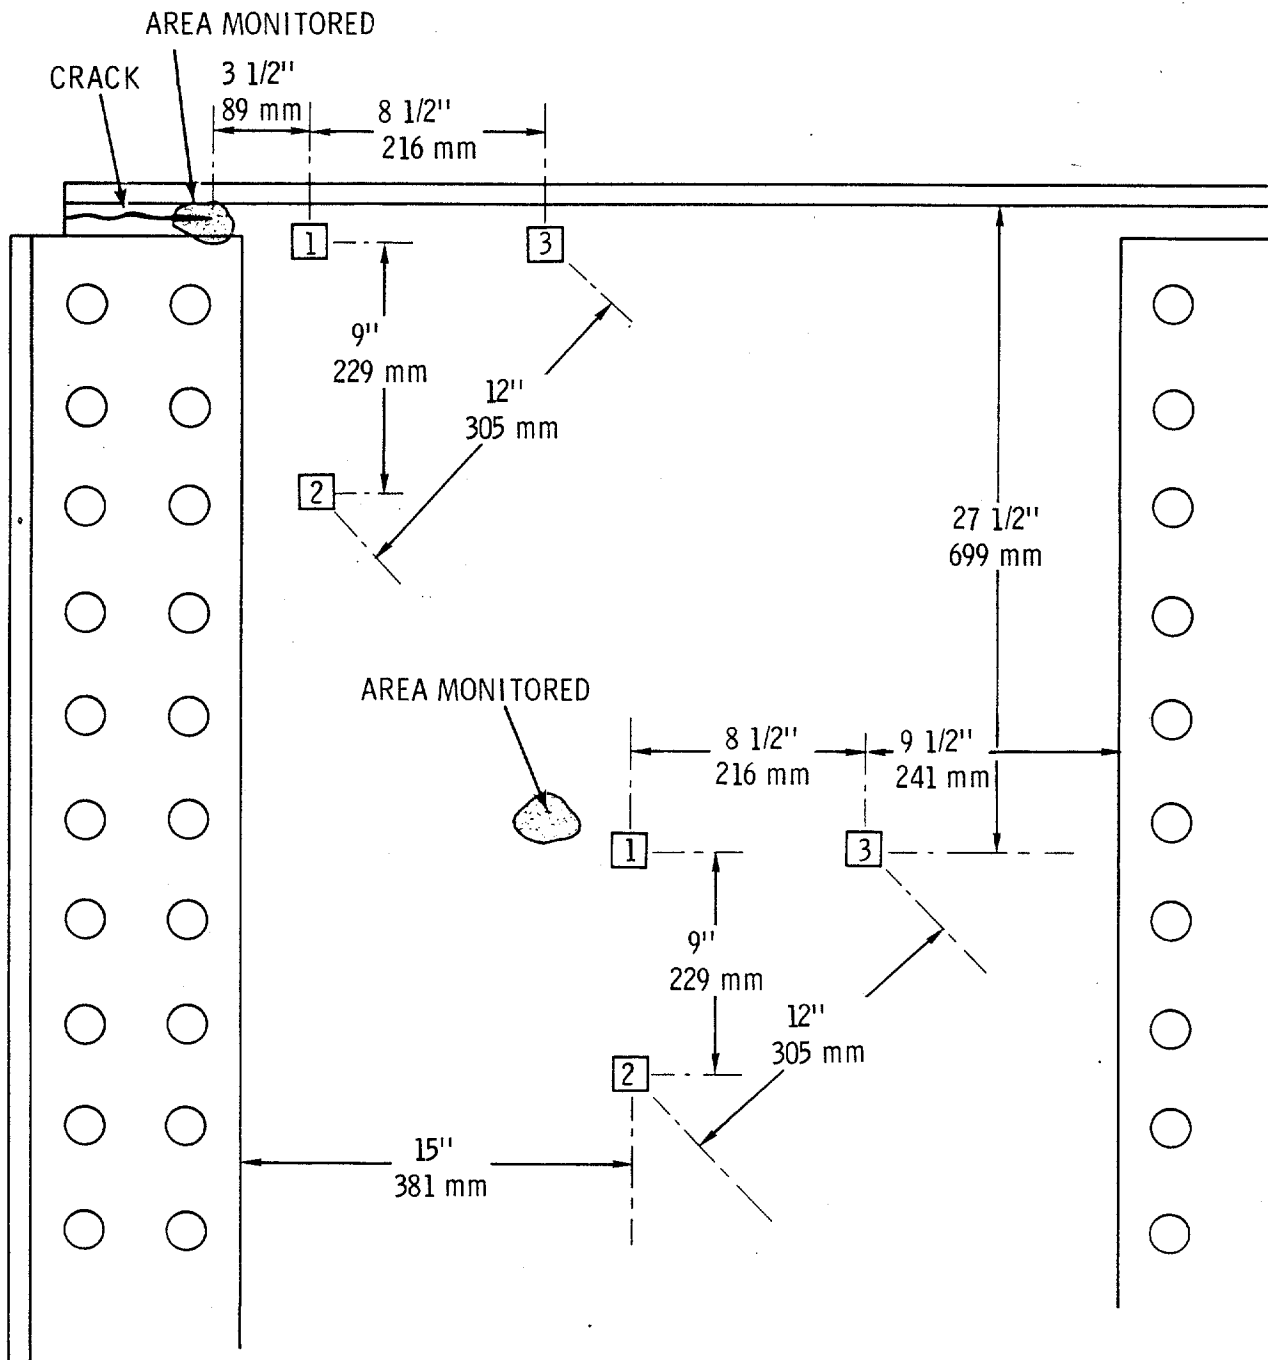 AREA MONITORED
CRACK
3 1/2"
89 mm
8 1/2"
216 mm
1
3
9"
229 mm
12"
305 mm
2
27 1/2"
699 mm
AREA MONITORED
8 1/2"
216 mm
9 1/2"
241 mm
1
3
9"
229 mm
12"
305 mm
2
15"
381 mm